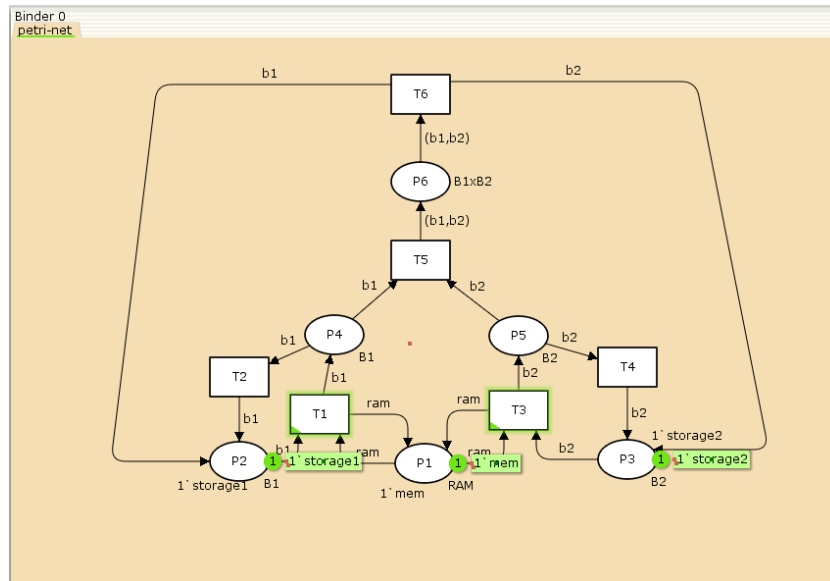 Binder 0
petri-net
b1
b2
T6
(b1,b2)
P6
B1xB2
(b1,b2)
T5
b1
b2
P4
B1
P5
B2
b1
b2
T2
T4
b1
b2
T1
T3
ram
ram
b1
b2
b1
b2
1`storage2
P2
1
1`storage1
B1
1`storage1
ram
P1
1
1`mem
RAM
1`mem
ram
P3
1
1`storage2
B2